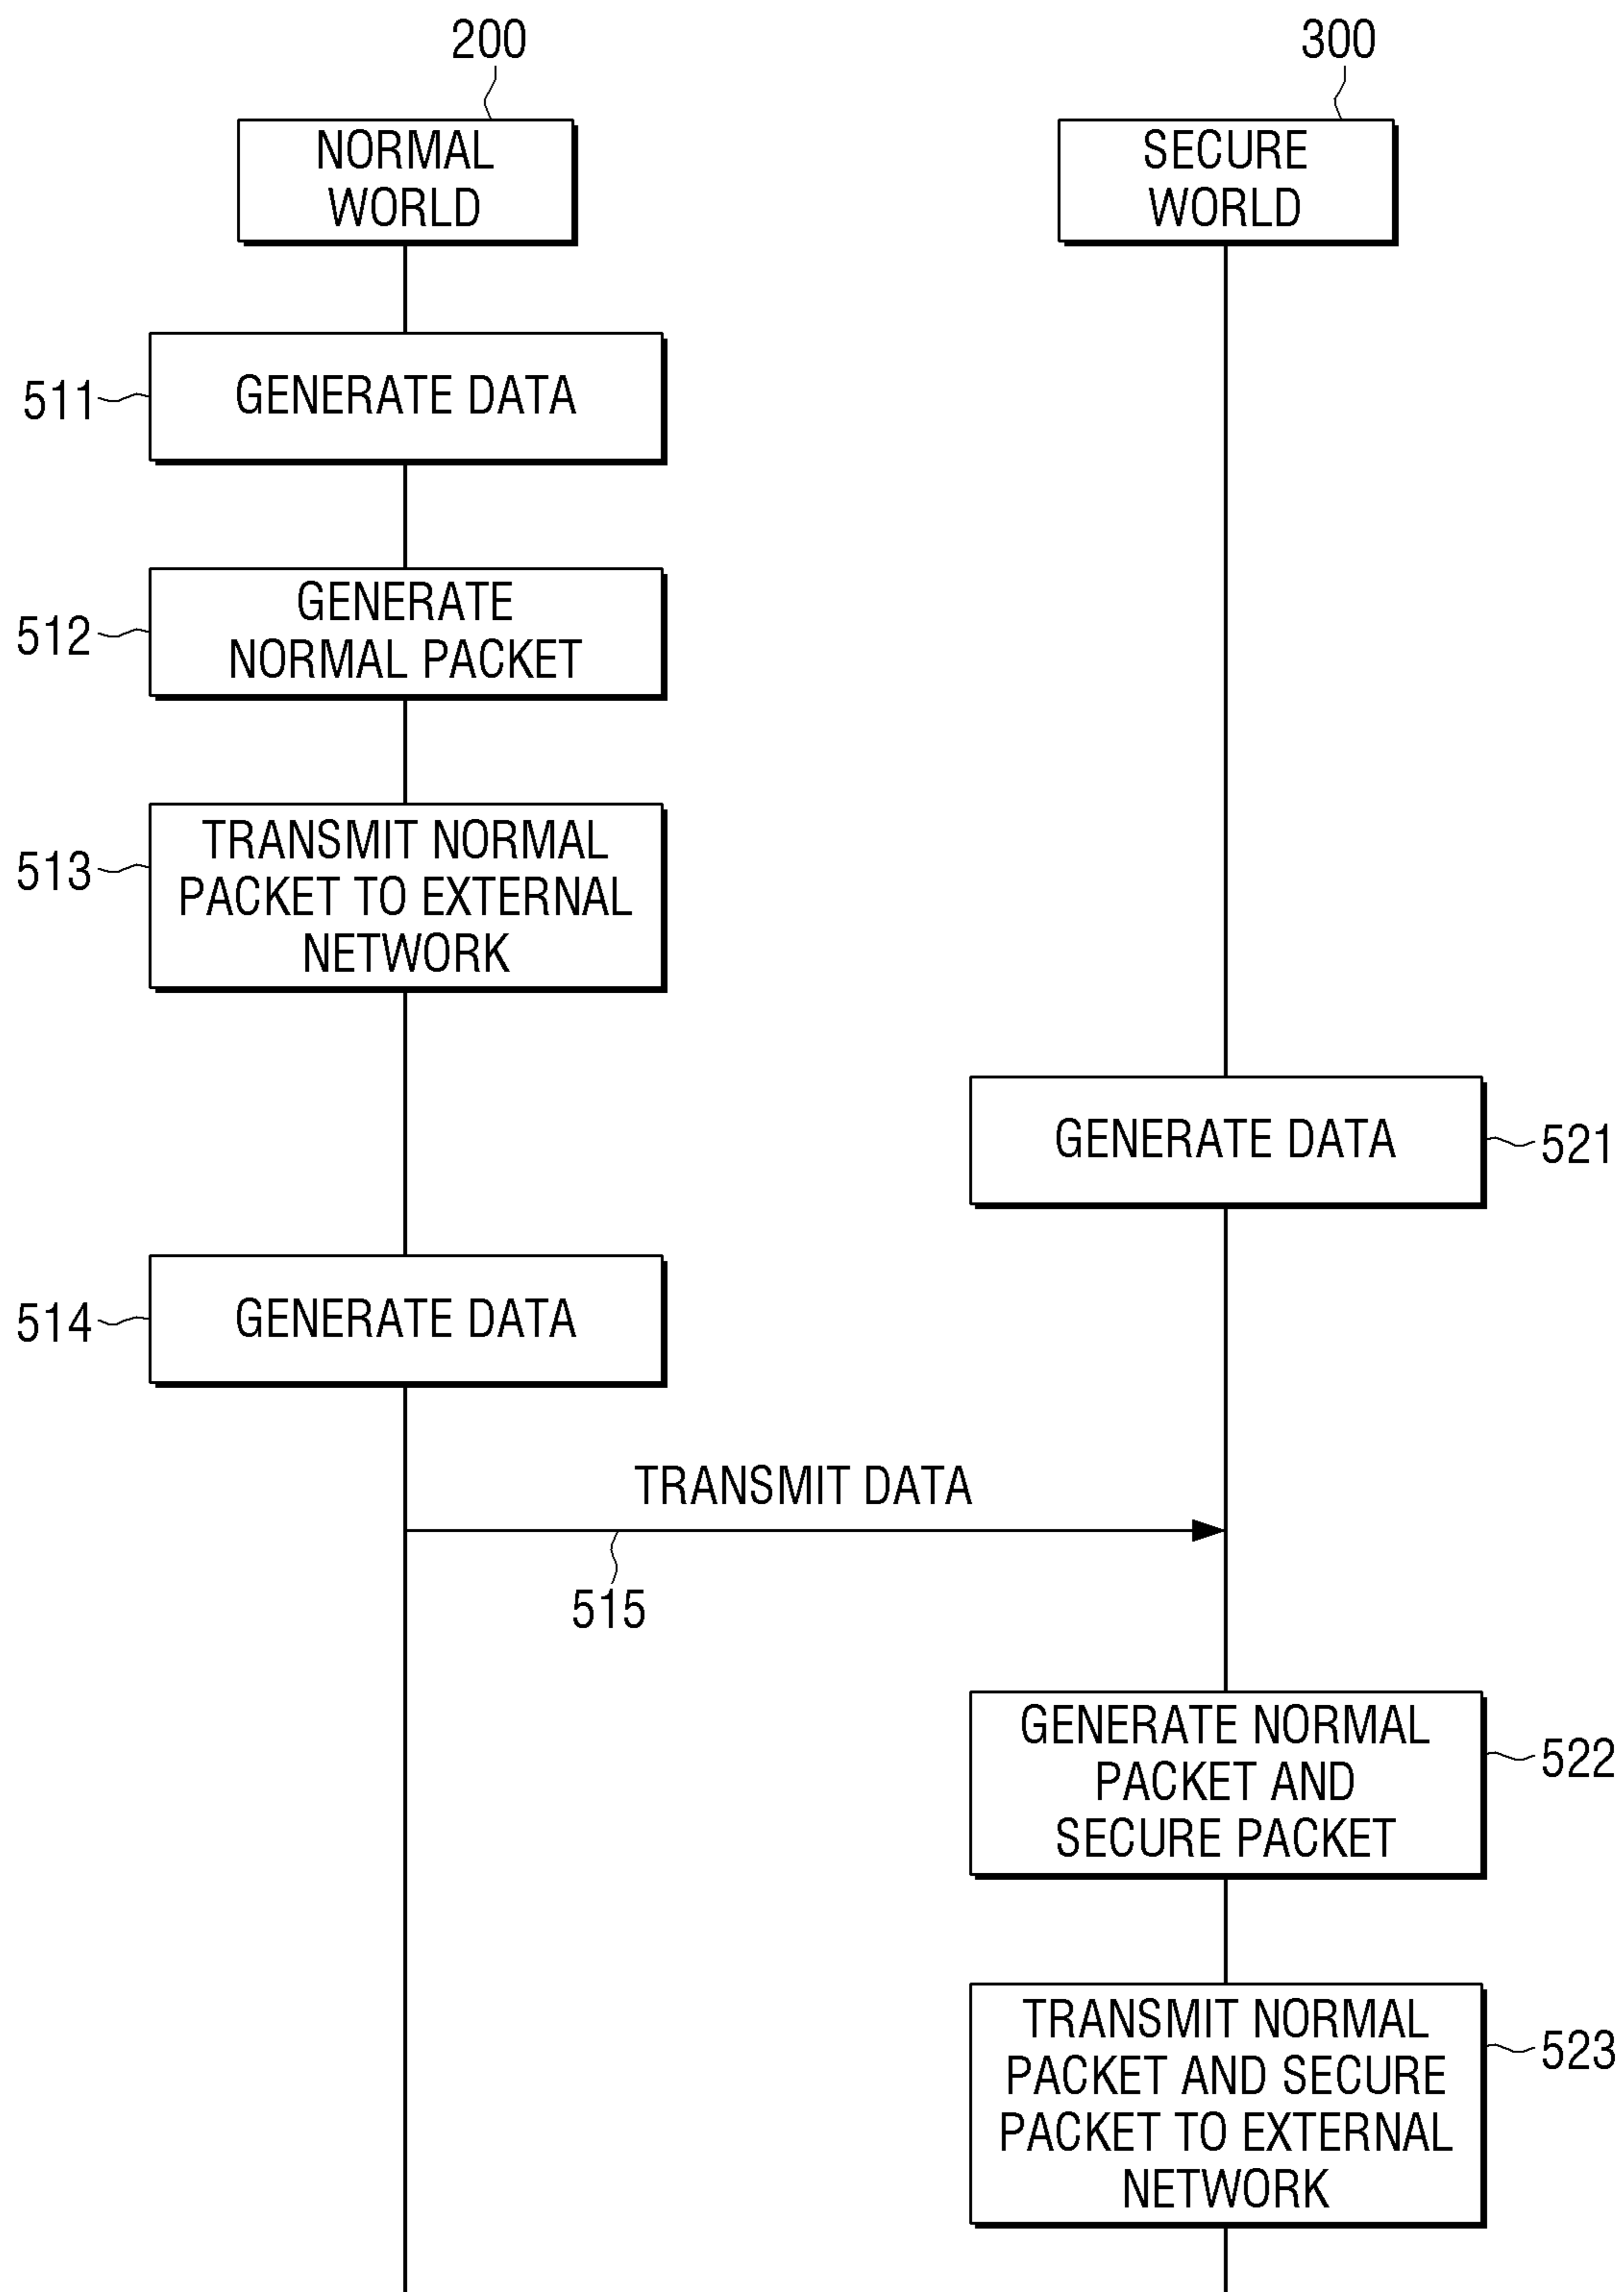 200
300
NORMAL
WORLD
SECURE
WORLD
511
GENERATE DATA
512
GENERATE
NORMAL PACKET
513
TRANSMIT NORMAL
PACKET TO EXTERNAL
NETWORK
GENERATE DATA
521
514
GENERATE DATA
TRANSMIT DATA
515
GENERATE NORMAL
PACKET AND
SECURE PACKET
522
TRANSMIT NORMAL
PACKET AND SECURE
PACKET TO EXTERNAL
NETWORK
523